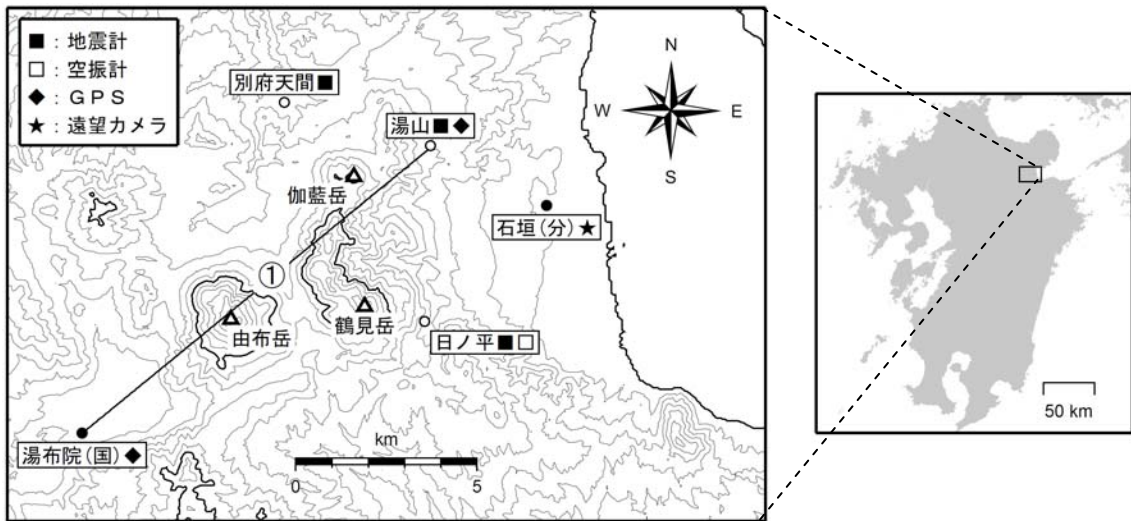 ■：地震計
□：空振計
◆：ＧＰＳ
★：遠望カメラ
別府天間■
湯山■◆
伽藍岳
N
W
E
S
石垣(分)★
①
由布岳
鶴見岳
日ノ平■□
湯布院(国)◆
km
0
5
50 km